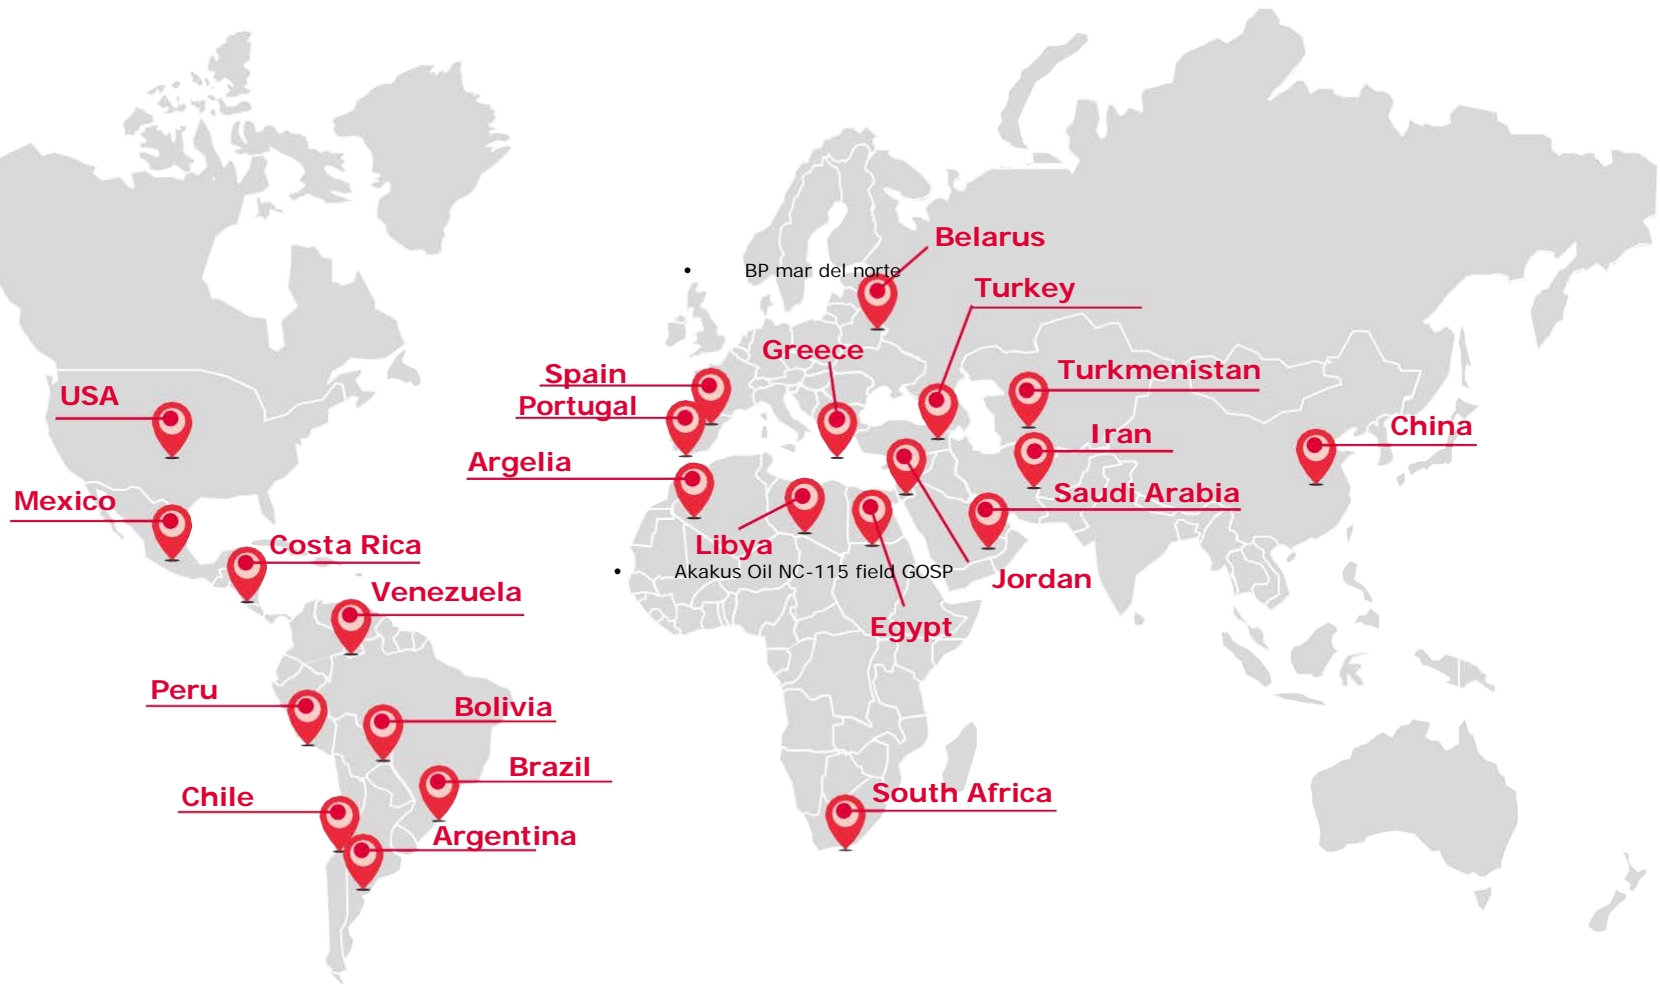 Belarus
• BP mar del norte
Turkey
Greece
Spain
Turkmenistan
USA
Portugal
China
Iran
Argelia
Saudi Arabia
Mexico
Costa Rica
Libya
• Akakus Oil NC-115 field GOSP
Jordan
Venezuela
Egypt
Peru
Bolivia
Brazil
South Africa
Chile
Argentina